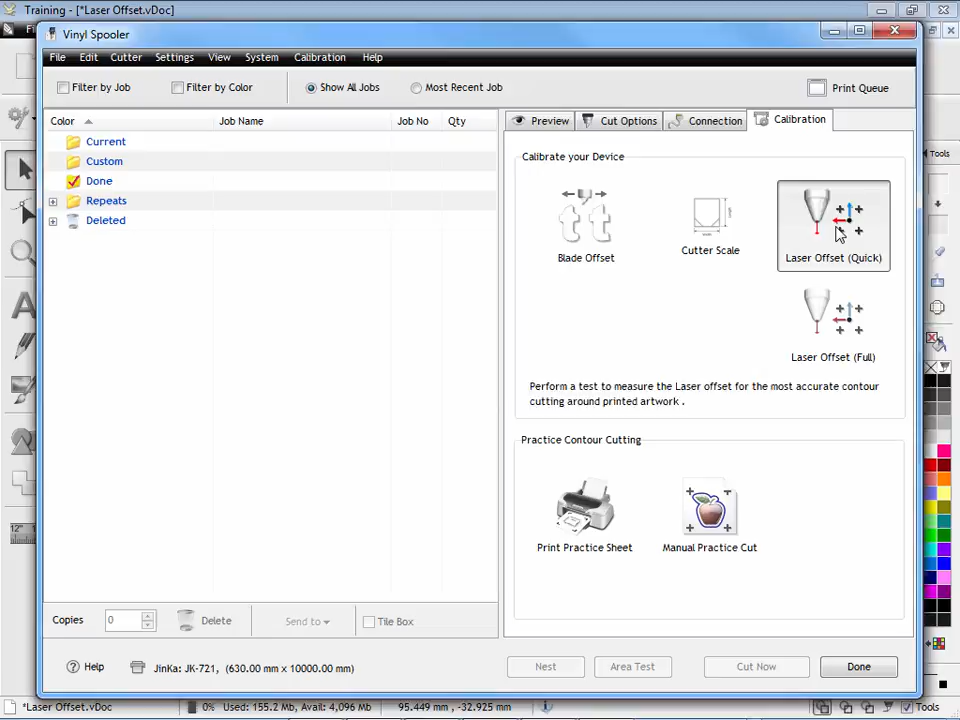 Training - [*Laser Offset.vDoc]
Vinyl Spooler
File Edit Cutter Settings View System Calibration Help
Filter by Job Filter by Color Show All Jobs Most Recent Job Print Queue
Color Job Name Job No Qty
Preview Cut Options Connection Calibration
Current
Custom
Done
Repeats
Deleted
Calibrate your Device
Blade Offset
Cutter Scale
Laser Offset (Quick)
Laser Offset (Full)
Perform a test to measure the Laser offset for the most accurate contour
cutting around printed artwork .
Practice Contour Cutting
Print Practice Sheet
Manual Practice Cut
Copies 0 Delete Send to Tile Box
Help JinKa: JK-721, (630.00 mm x 10000.00 mm)
Nest Area Test Cut Now Done
Tools
12"
*Laser Offset.vDoc 0% Used: 155.2 Mb, Avail: 4,096 Mb 95.449 mm, -32.925 mm Tools